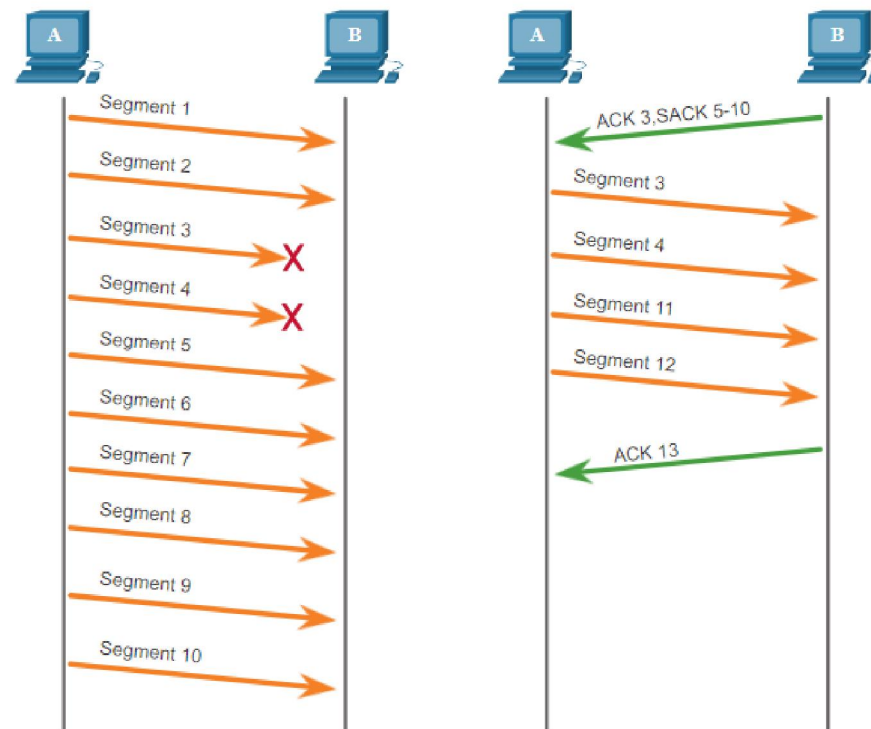 A
B
Segment 1
Segment 2
Segment 3
X
Segment 4
X
Segment 5
Segment 6
Segment 7
Segment 8
Segment 9
Segment 10
A
B
ACK 3,SACK 5-10
Segment 3
Segment 4
Segment 11
Segment 12
ACK 13